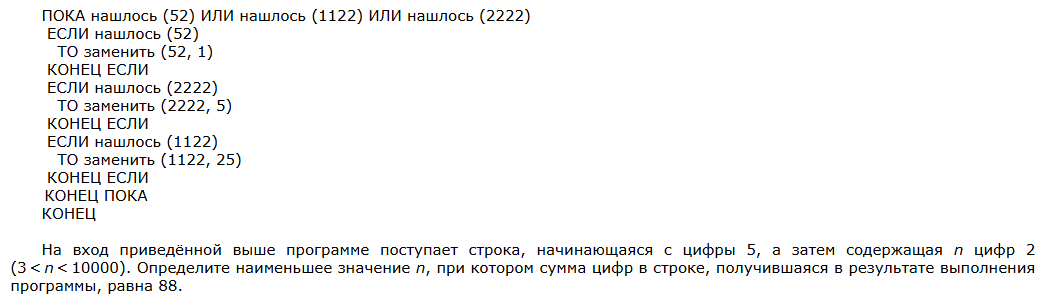 ПОКА нашлось (52) ИЛИ нашлось (1122) ИЛИ нашлось (2222)
ЕСЛИ нашлось (52)
ТО заменить (52, 1)
КОНЕЦ ЕСЛИ
ЕСЛИ нашлось (2222)
ТО заменить (2222, 5)
КОНЕЦ ЕСЛИ
ЕСЛИ нашлось (1122)
ТО заменить (1122, 25)
КОНЕЦ ЕСЛИ
КОНЕЦ ПОКА
КОНЕЦ
На вход приведённой выше программе поступает строка, начинающаяся с цифры 5, а затем содержащая n цифр 2
(3 < n < 10000). Определите наименьшее значение n, при котором сумма цифр в строке, получившаяся в результате выполнения
программы, равна 88.